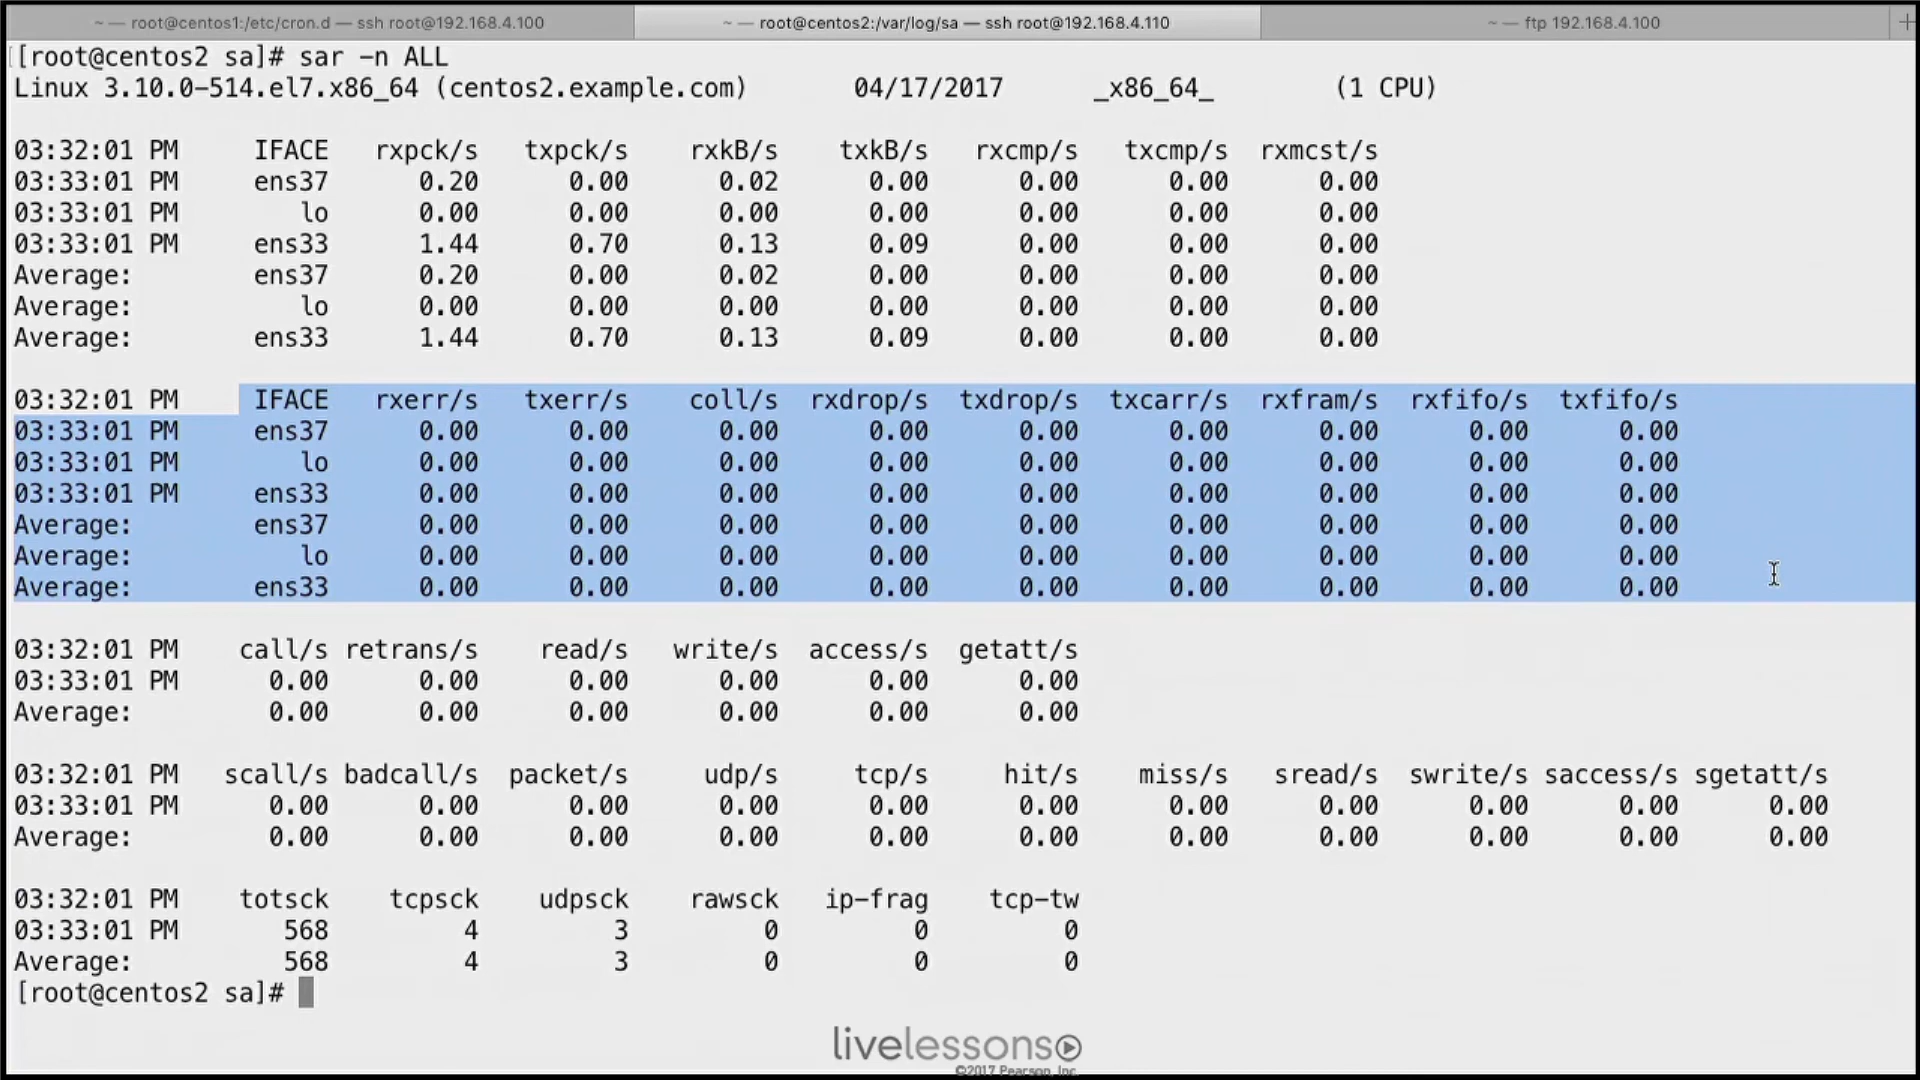 ~ — root@centos1:/etc/cron.d — ssh root@192.168.4.100
~ — root@centos2:/var/log/sa — ssh root@192.168.4.110
~ — ftp 192.168.4.100
[root@centos2 sa]# sar -n ALL
Linux 3.10.0-514.el7.x86_64 (centos2.example.com) 04/17/2017 _x86_64_ (1 CPU)
03:32:01 PM IFACE rxpck/s txpck/s rxkB/s txkB/s rxcmp/s txcmp/s rxmcst/s
03:33:01 PM ens37 0.20 0.00 0.02 0.00 0.00 0.00 0.00
03:33:01 PM lo 0.00 0.00 0.00 0.00 0.00 0.00 0.00
03:33:01 PM ens33 1.44 0.70 0.13 0.09 0.00 0.00 0.00
Average: ens37 0.20 0.00 0.02 0.00 0.00 0.00 0.00
Average: lo 0.00 0.00 0.00 0.00 0.00 0.00 0.00
Average: ens33 1.44 0.70 0.13 0.09 0.00 0.00 0.00
03:32:01 PM IFACE rxerr/s txerr/s coll/s rxdrop/s txdrop/s txcarr/s rxfram/s rxfifo/s txfifo/s
03:33:01 PM ens37 0.00 0.00 0.00 0.00 0.00 0.00 0.00 0.00 0.00
03:33:01 PM lo 0.00 0.00 0.00 0.00 0.00 0.00 0.00 0.00 0.00
03:33:01 PM ens33 0.00 0.00 0.00 0.00 0.00 0.00 0.00 0.00 0.00
Average: ens37 0.00 0.00 0.00 0.00 0.00 0.00 0.00 0.00 0.00
Average: lo 0.00 0.00 0.00 0.00 0.00 0.00 0.00 0.00 0.00
Average: ens33 0.00 0.00 0.00 0.00 0.00 0.00 0.00 0.00 0.00
03:32:01 PM call/s retrans/s read/s write/s access/s getatt/s
03:33:01 PM 0.00 0.00 0.00 0.00 0.00 0.00
Average: 0.00 0.00 0.00 0.00 0.00 0.00
03:32:01 PM scall/s badcall/s packet/s udp/s tcp/s hit/s miss/s sread/s swrite/s saccess/s sgetatt/s
03:33:01 PM 0.00 0.00 0.00 0.00 0.00 0.00 0.00 0.00 0.00 0.00 0.00
Average: 0.00 0.00 0.00 0.00 0.00 0.00 0.00 0.00 0.00 0.00 0.00
03:32:01 PM totsck tcpsck udpsck rawsck ip-frag tcp-tw
03:33:01 PM 568 4 3 0 0 0
Average: 568 4 3 0 0 0
[root@centos2 sa]#
livelessons
©2017 Pearson, Inc.